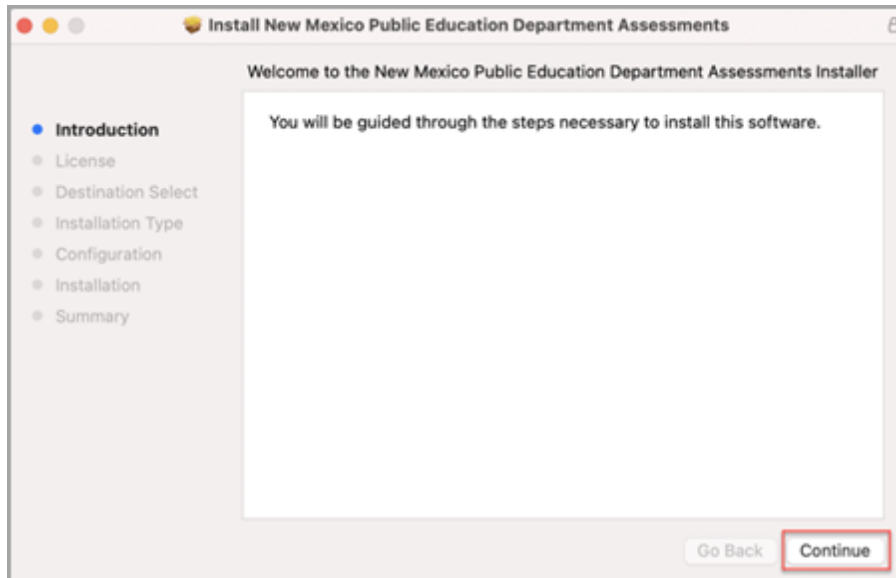 Install New Mexico Public Education Department Assessments
Welcome to the New Mexico Public Education Department Assessments Installer
Introduction
License
Destination Select
Installation Type
Configuration
Installation
Summary
You will be guided through the steps necessary to install this software.
Go Back
Continue